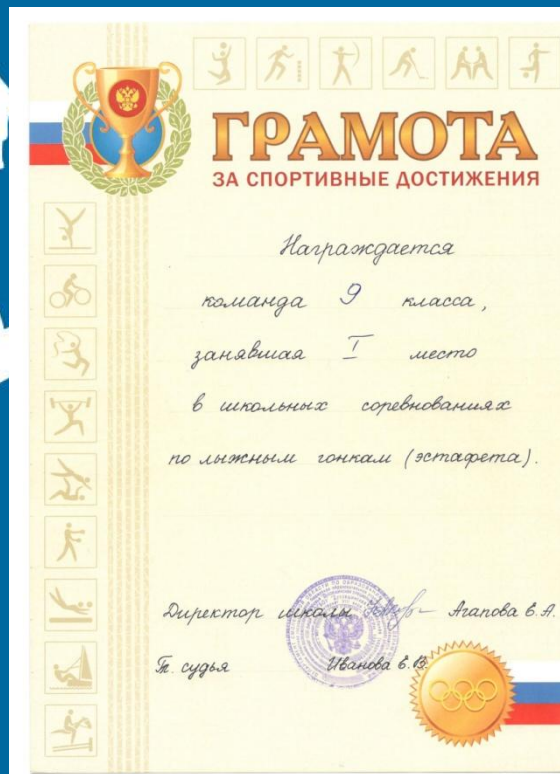 ГРАМОТА
ЗА СПОРТИВНЫЕ ДОСТИЖЕНИЯ
Награждается
команда 9 класса,
занявшая I место
в школьных соревнованиях
по лыжным гонкам (эстафета).
Директор школы Агапова Е.А.
Гл. судья Иванова Е.В.